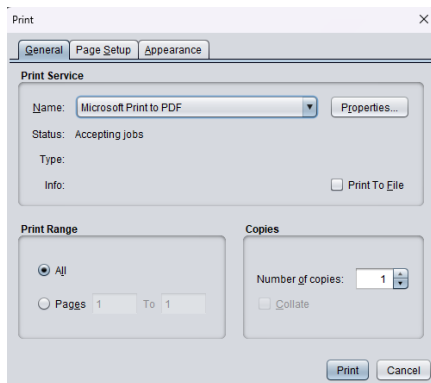 Print
General Page Setup Appearance
Print Service
Name: Microsoft Print to PDF Properties...
Status: Accepting jobs
Type:
Info: Print To File
Print Range
All
Pages 1 To 1
Copies
Number of copies: 1
Collate
Print Cancel